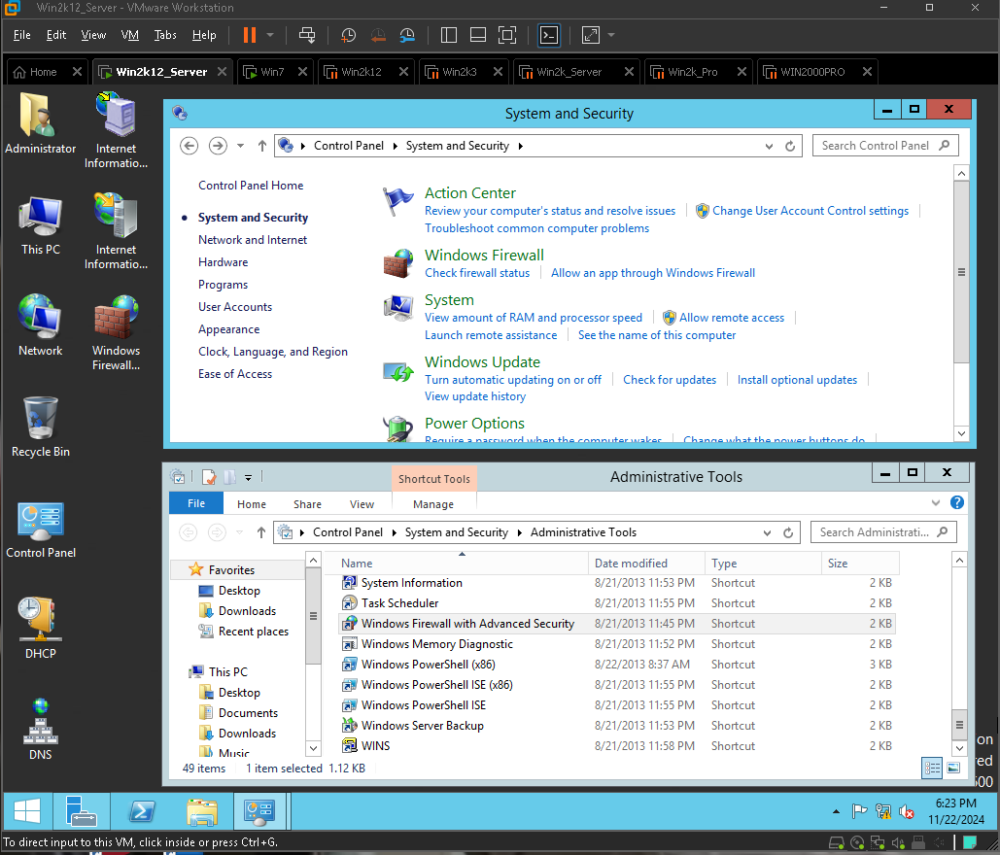 Win2k12_Server - VMware Workstation
File Edit View VM Tabs Help
Home Win2k12_Server Win7 Win2k12 Win2k3 Win2k_Server Win2k_Pro WIN2000PRO
Administrator
Internet
Informatio...
This PC
Internet
Informatio...
Network
Windows
Firewall...
Recycle Bin
Control Panel
DHCP
DNS
System and Security
Control Panel System and Security
Search Control Panel
Control Panel Home
System and Security
Network and Internet
Hardware
Programs
User Accounts
Appearance
Clock, Language, and Region
Ease of Access
Action Center
Review your computer's status and resolve issues Change User Account Control settings
Troubleshoot common computer problems
Windows Firewall
Check firewall status Allow an app through Windows Firewall
System
View amount of RAM and processor speed Allow remote access
Launch remote assistance See the name of this computer
Windows Update
Turn automatic updating on or off Check for updates Install optional updates
View update history
Power Options
Require a password when the computer wakes Change what the power buttons do
Shortcut Tools Administrative Tools
File Home Share View Manage
Control Panel System and Security Administrative Tools
Search Administrati...
Favorites
Desktop
Downloads
Recent places
This PC
Desktop
Documents
Downloads
Music
Name Date modified Type Size
System Information 8/21/2013 11:53 PM Shortcut 2 KB
Task Scheduler 8/21/2013 11:55 PM Shortcut 2 KB
Windows Firewall with Advanced Security 8/21/2013 11:45 PM Shortcut 2 KB
Windows Memory Diagnostic 8/21/2013 11:52 PM Shortcut 2 KB
Windows PowerShell (x86) 8/22/2013 8:37 AM Shortcut 3 KB
Windows PowerShell ISE (x86) 8/21/2013 11:55 PM Shortcut 2 KB
Windows PowerShell ISE 8/21/2013 11:55 PM Shortcut 2 KB
Windows Server Backup 8/21/2013 11:53 PM Shortcut 2 KB
WINS 8/21/2013 11:58 PM Shortcut 2 KB
49 items 1 item selected 1.12 KB
on
red
600
6:23 PM
11/22/2024
To direct input to this VM, click inside or press Ctrl+G.